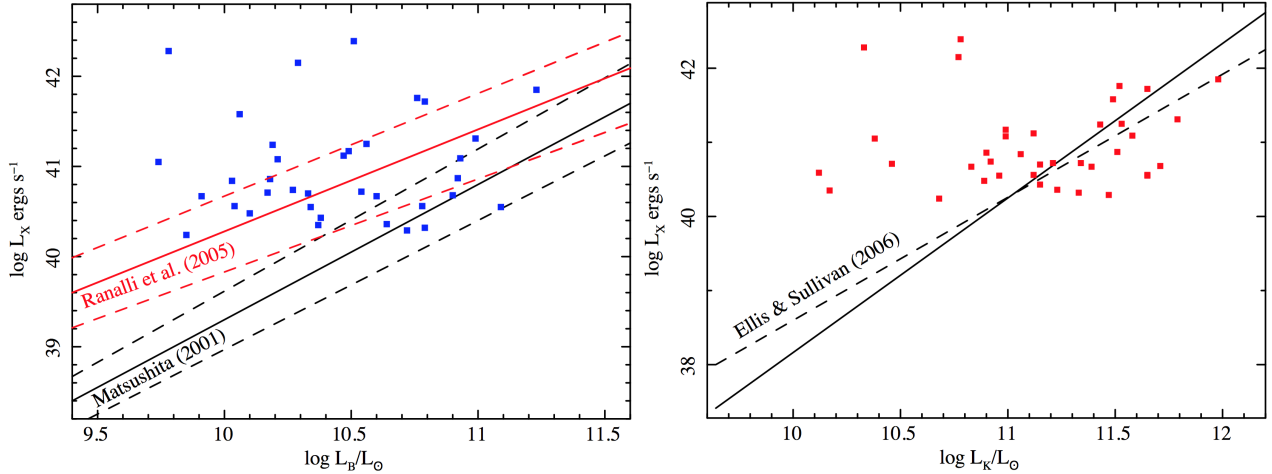 log L_X ergs s⁻¹
42
41
40
39
Ranalli et al. (2005)
Matsushita (2001)
9.5
10
10.5
11
11.5
log L_B/L_⊙
log L_X ergs s⁻¹
42
40
38
Ellis & Sullivan (2006)
10
10.5
11
11.5
12
log L_K/L_⊙